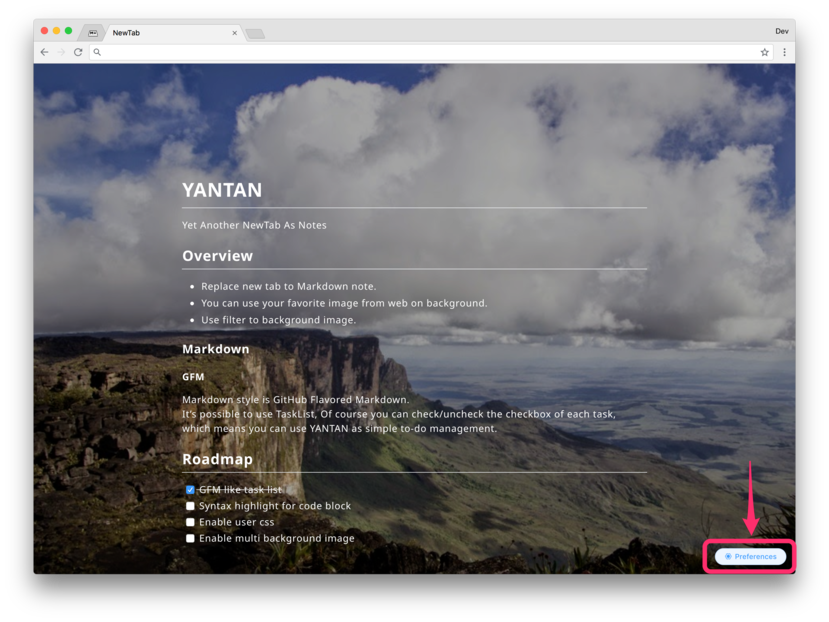 NewTab
Dev
YANTAN
Yet Another NewTab As Notes
Overview
Replace new tab to Markdown note.
You can use your favorite image from web on background.
Use filter to background image.
Markdown
GFM
Markdown style is GitHub Flavored Markdown.
It's possible to use TaskList, Of course you can check/uncheck the checkbox of each task,
which means you can use YANTAN as simple to-do management.
Roadmap
GFM like task list
Syntax highlight for code block
Enable user css
Enable multi background image
Preferences